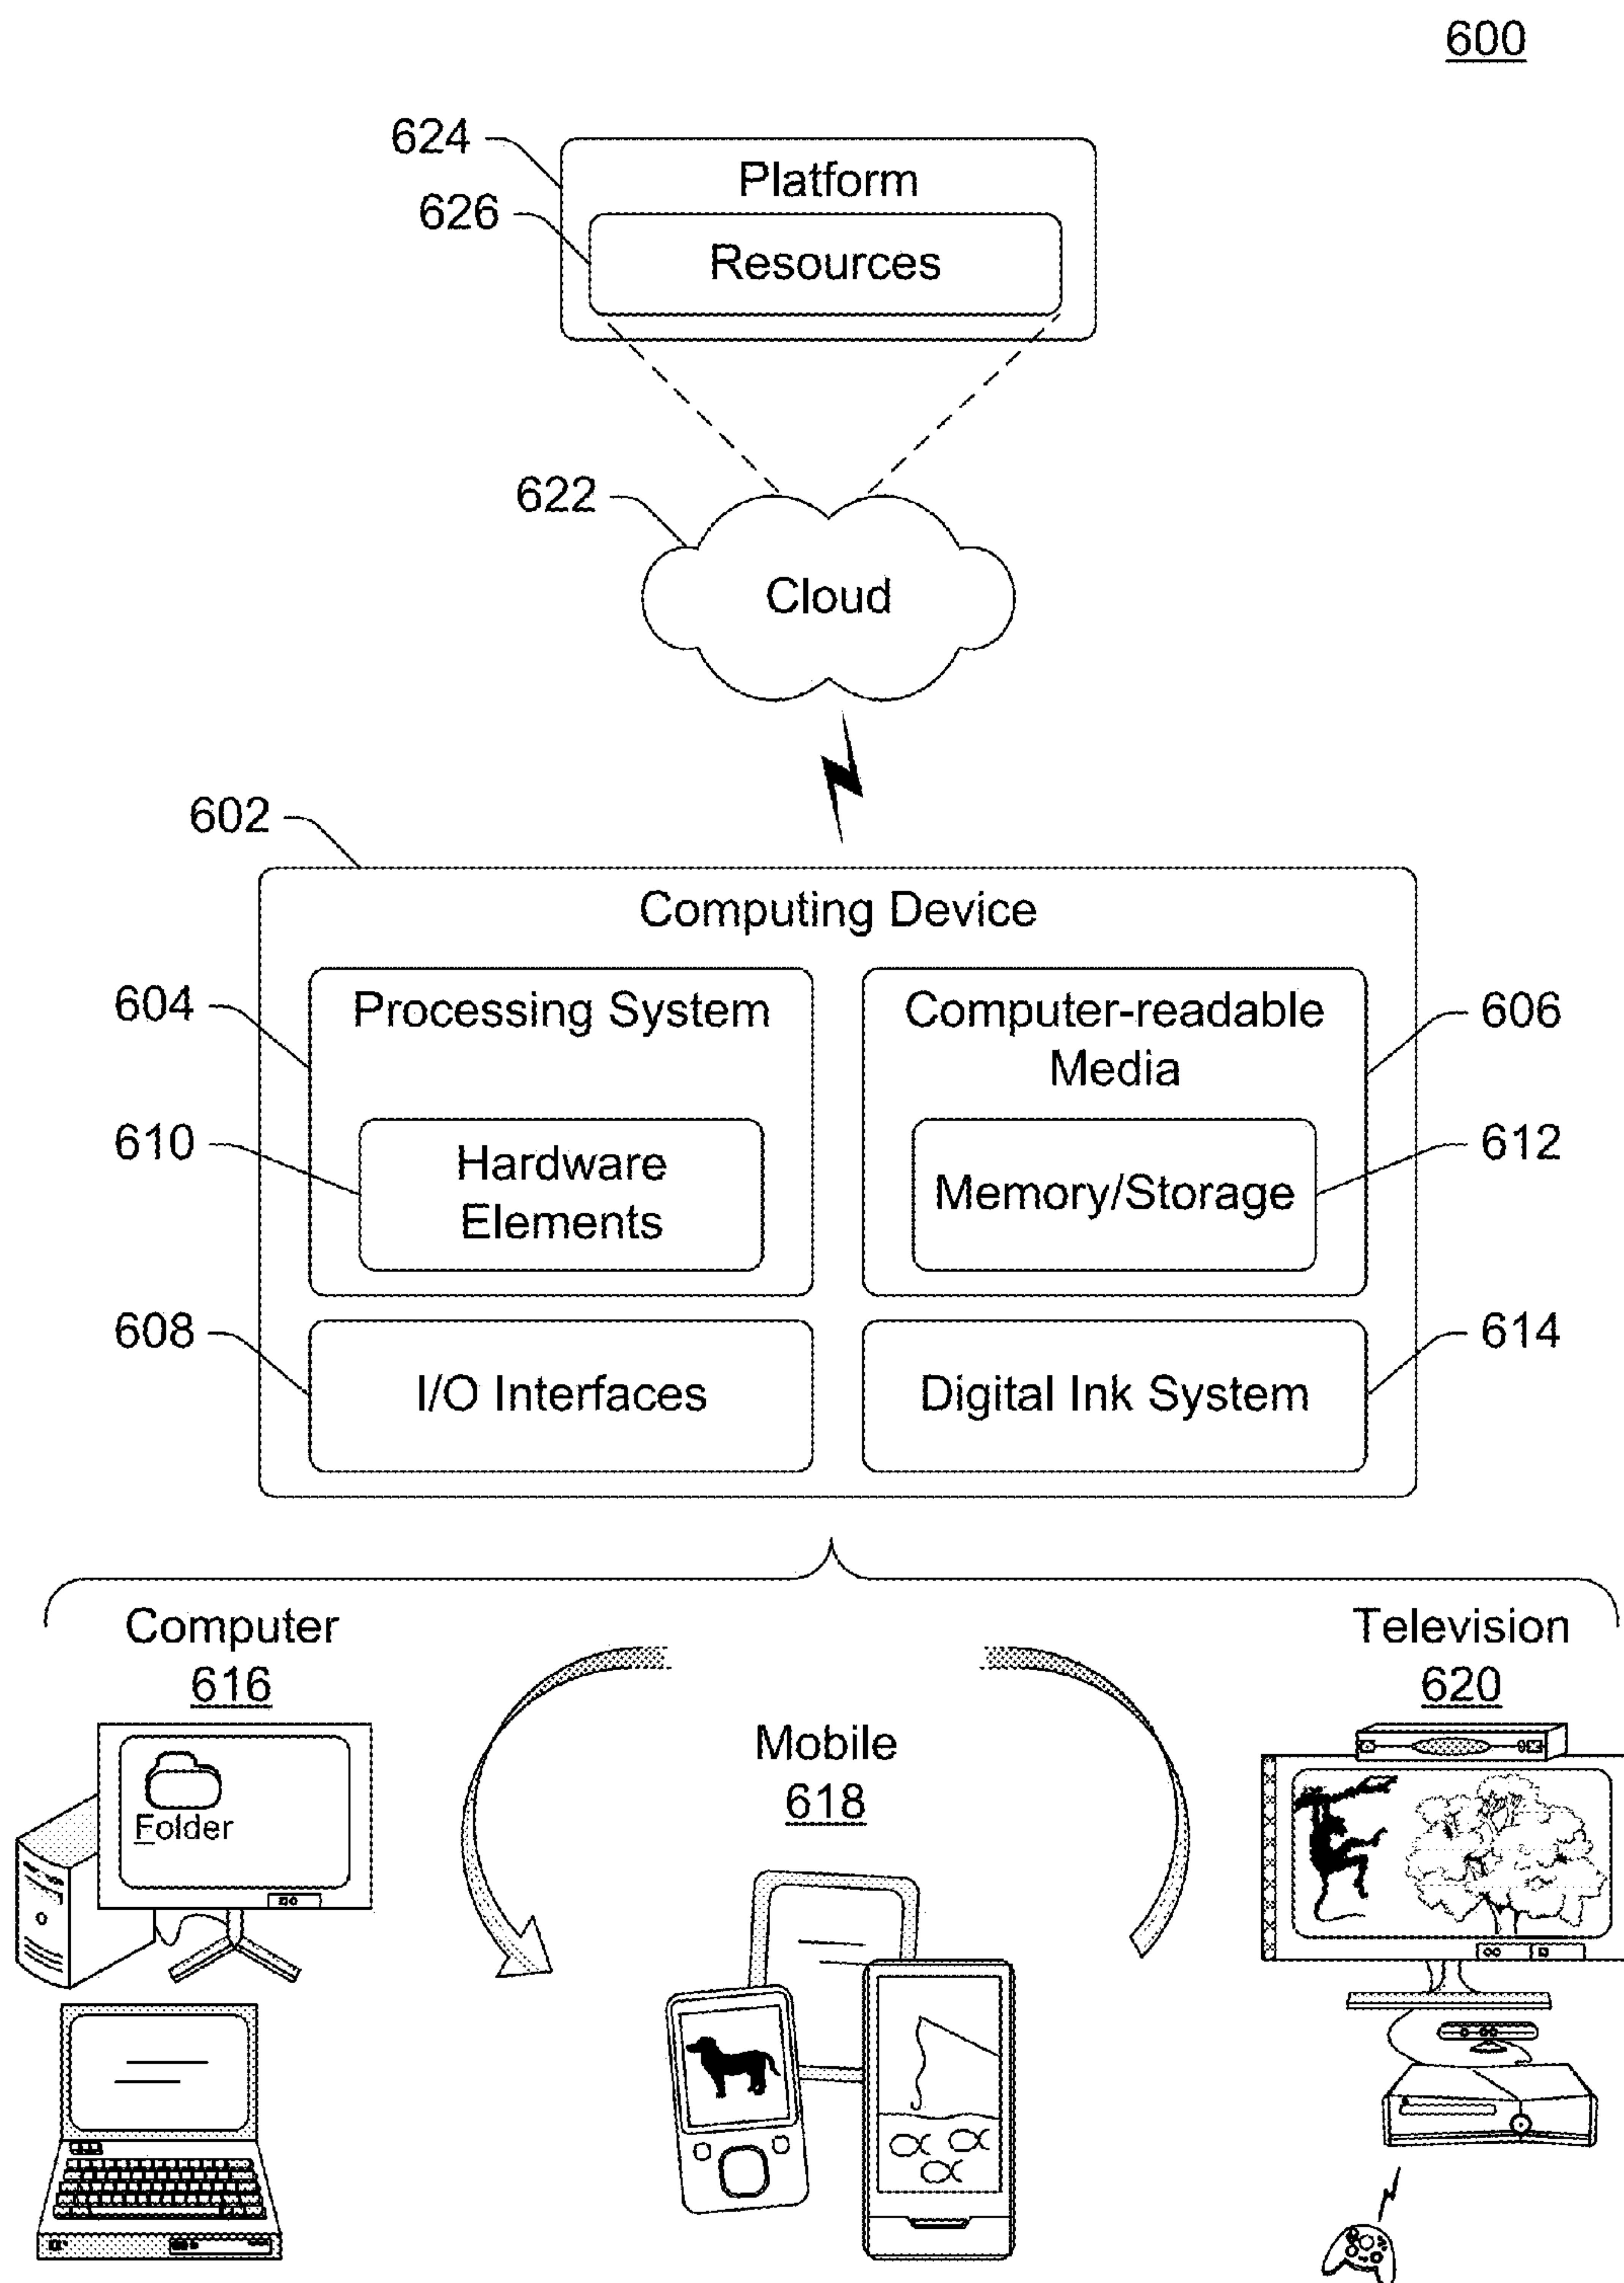 600
624
Platform
626
Resources
622
Cloud
602
Computing Device
604
Processing System
Computer-readable
Media
606
610
Hardware
Elements
Memory/Storage
612
608
I/O Interfaces
Digital Ink System
614
Computer
616
Mobile
618
Television
620
Folder